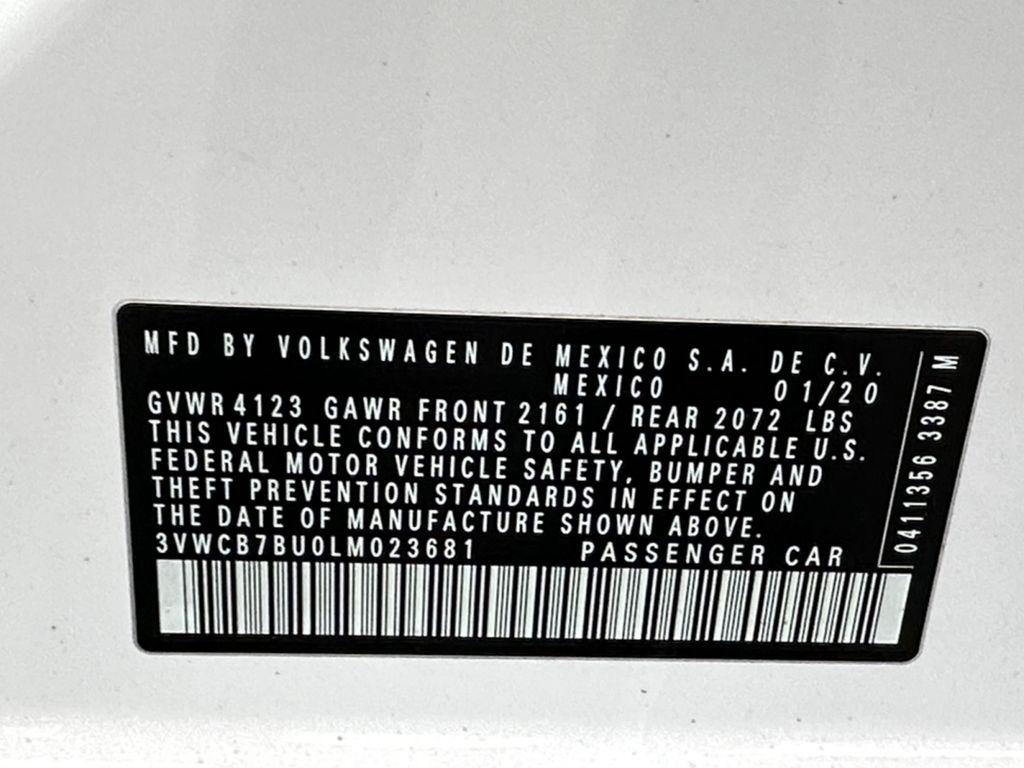 MFD BY VOLKSWAGEN DE MEXICO S.A. DE C.V.
MEXICO 01/20
GVWR 4123 GAWR FRONT 2161 / REAR 2072 LBS
THIS VEHICLE CONFORMS TO ALL APPLICABLE U.S.
FEDERAL MOTOR VEHICLE SAFETY, BUMPER AND
THEFT PREVENTION STANDARDS IN EFFECT ON
THE DATE OF MANUFACTURE SHOWN ABOVE.
3VWCB7BU0LM023681 PASSENGER CAR
0411356 3387 M